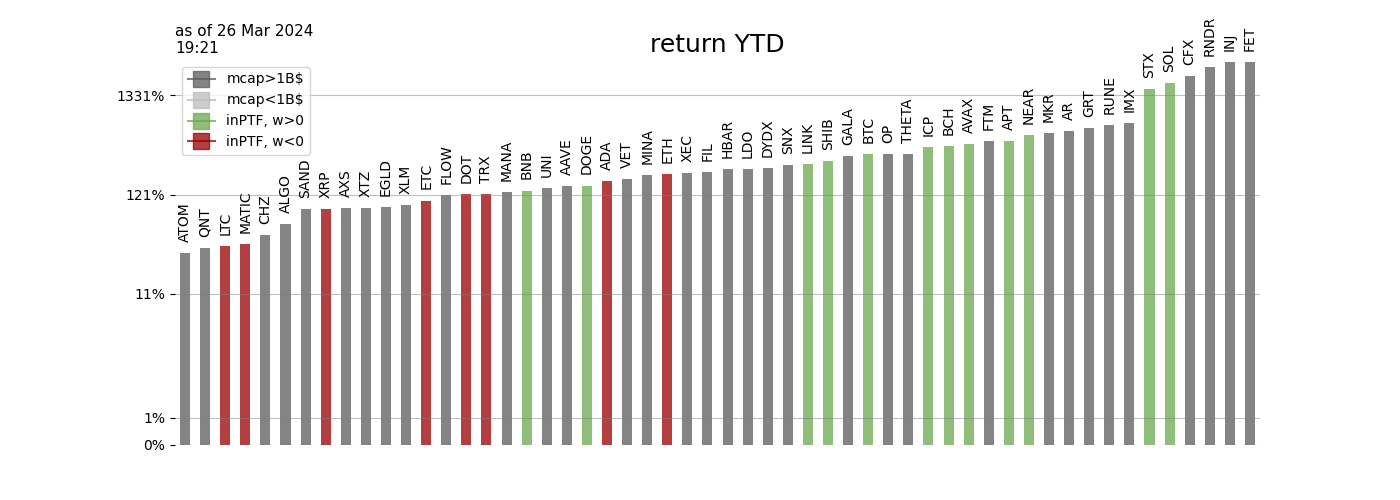 as of 26 Mar 2024
19:21
return YTD
mcap>1B$
mcap<1B$
inPTF, w>0
inPTF, w<0
1331%
121%
11%
1%
0%
ATOM
QNT
LTC
MATIC
CHZ
ALGO
SAND
XRP
AXS
XTZ
EGLD
XLM
ETC
FLOW
DOT
TRX
MANA
BNB
UNI
AAVE
DOGE
ADA
VET
MINA
ETH
XEC
FIL
HBAR
LDO
DYDX
SNX
LINK
SHIB
GALA
BTC
OP
THETA
ICP
BCH
AVAX
FTM
APT
NEAR
MKR
AR
GRT
RUNE
IMX
STX
SOL
CFX
RNDR
INJ
FET